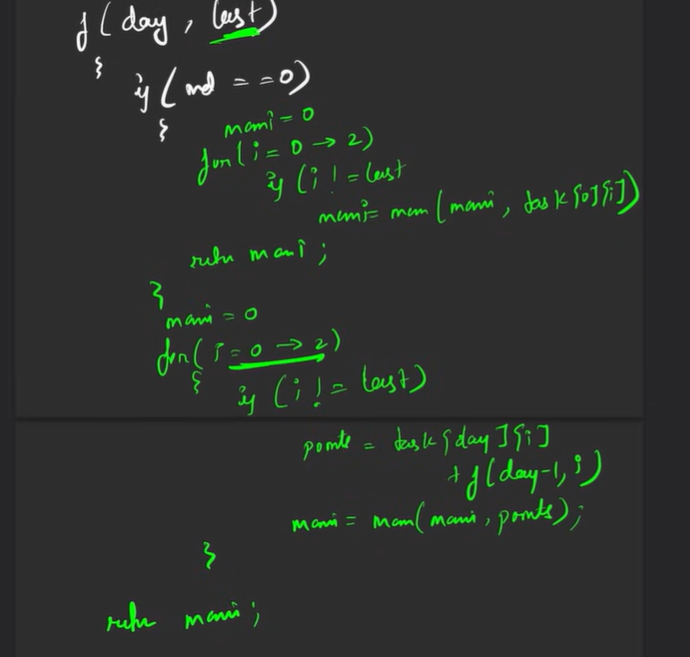 f(day, last)
{
if(ind == 0)
{
maxi = 0
for(i = 0 → 2)
if (i != last
maxi = max(maxi, task[0][i])
return maxi;
}
maxi = 0
for(i = 0 → 2)
{
if (i != last)
points = task[day][i]
+ f(day-1, i)
maxi = max(maxi, points);
}
return maxi;